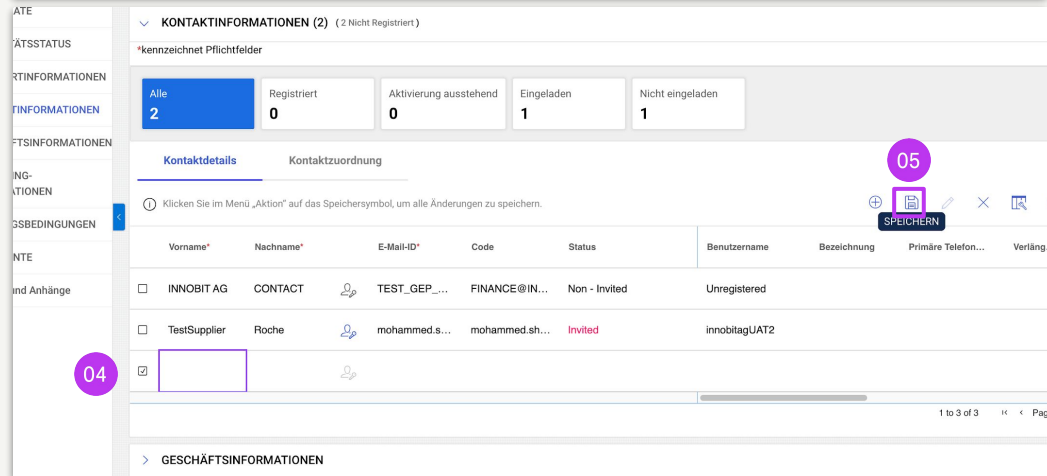 ATE
ÄTSSTATUS
RTINFORMATIONEN
TINFORMATIONEN
FTSINFORMATIONEN
NG-
ATIONEN
GSBEDINGUNGEN
NTE
und Anhänge
KONTAKTINFORMATIONEN (2) ( 2 Nicht Registriert )
*kennzeichnet Pflichtfelder
Alle Registriert Aktivierung ausstehend Eingeladen Nicht eingeladen
2 0 0 1 1
Kontaktdetails Kontaktzuordnung
05
Klicken Sie im Menü „Aktion" auf das Speichersymbol, um alle Änderungen zu speichern.
SPEICHERN
Vorname* Nachname* E-Mail-ID* Code Status Benutzername Bezeichnung Primäre Telefon... Verläng.
INNOBIT AG CONTACT TEST_GEP_... FINANCE@IN... Non - Invited Unregistered
TestSupplier Roche mohammed.s... mohammed.sh... Invited innobitagUAT2
04
1 to 3 of 3 Pag
GESCHÄFTSINFORMATIONEN